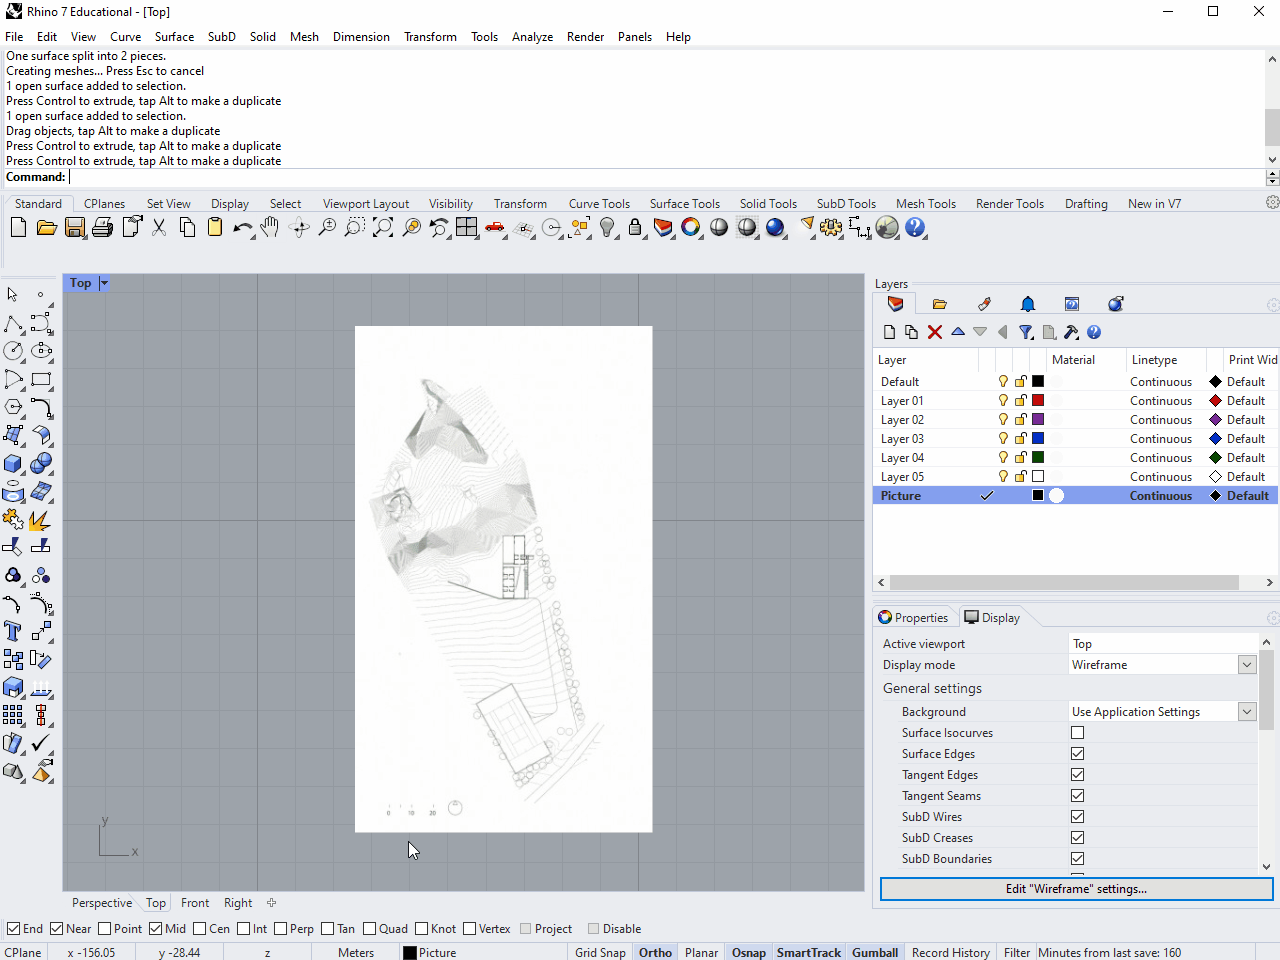 Rhino 7 Educational - [Top]
File Edit View Curve Surface SubD Solid Mesh Dimension Transform Tools Analyze Render Panels Help
One surface split into 2 pieces.
Creating meshes... Press Esc to cancel
1 open surface added to selection.
Press Control to extrude, tap Alt to make a duplicate
1 open surface added to selection.
Drag objects, tap Alt to make a duplicate
Press Control to extrude, tap Alt to make a duplicate
Press Control to extrude, tap Alt to make a duplicate
Command:
Standard CPlanes Set View Display Select Viewport Layout Visibility Transform Curve Tools Surface Tools Solid Tools SubD Tools Mesh Tools Render Tools Drafting New in V7
Top
0 10 20
y
x
Perspective Top Front Right
Layers
Layer Material Linetype Print Wid
Default Continuous Default
Layer 01 Continuous Default
Layer 02 Continuous Default
Layer 03 Continuous Default
Layer 04 Continuous Default
Layer 05 Continuous Default
Picture Continuous Default
Properties Display
Active viewport Top
Display mode Wireframe
General settings
Background Use Application Settings
Surface Isocurves
Surface Edges
Tangent Edges
Tangent Seams
SubD Wires
SubD Creases
SubD Boundaries
Edit "Wireframe" settings...
End Near Point Mid Cen Int Perp Tan Quad Knot Vertex Project Disable
CPlane x -156.05 y -28.44 z Meters Picture Grid Snap Ortho Planar Osnap SmartTrack Gumball Record History Filter Minutes from last save: 160